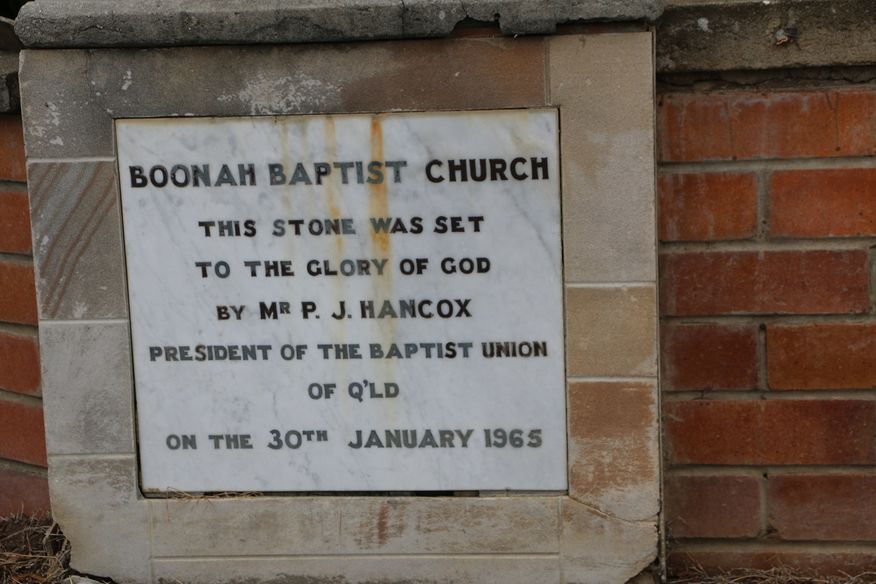 BOONAH BAPTIST CHURCH
THIS STONE WAS SET
TO THE GLORY OF GOD
BY MR P. J. HANCOX
PRESIDENT OF THE BAPTIST UNION
OF Q'LD
ON THE 30TH JANUARY 1965